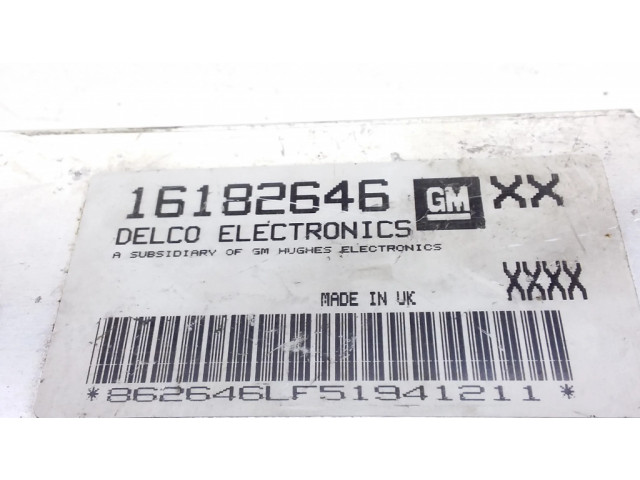 16182646 GM XX
DELCO ELECTRONICS
A SUBSIDIARY OF GM HUGHES ELECTRONICS
XXXX
MADE IN UK
*862646LF51941211*